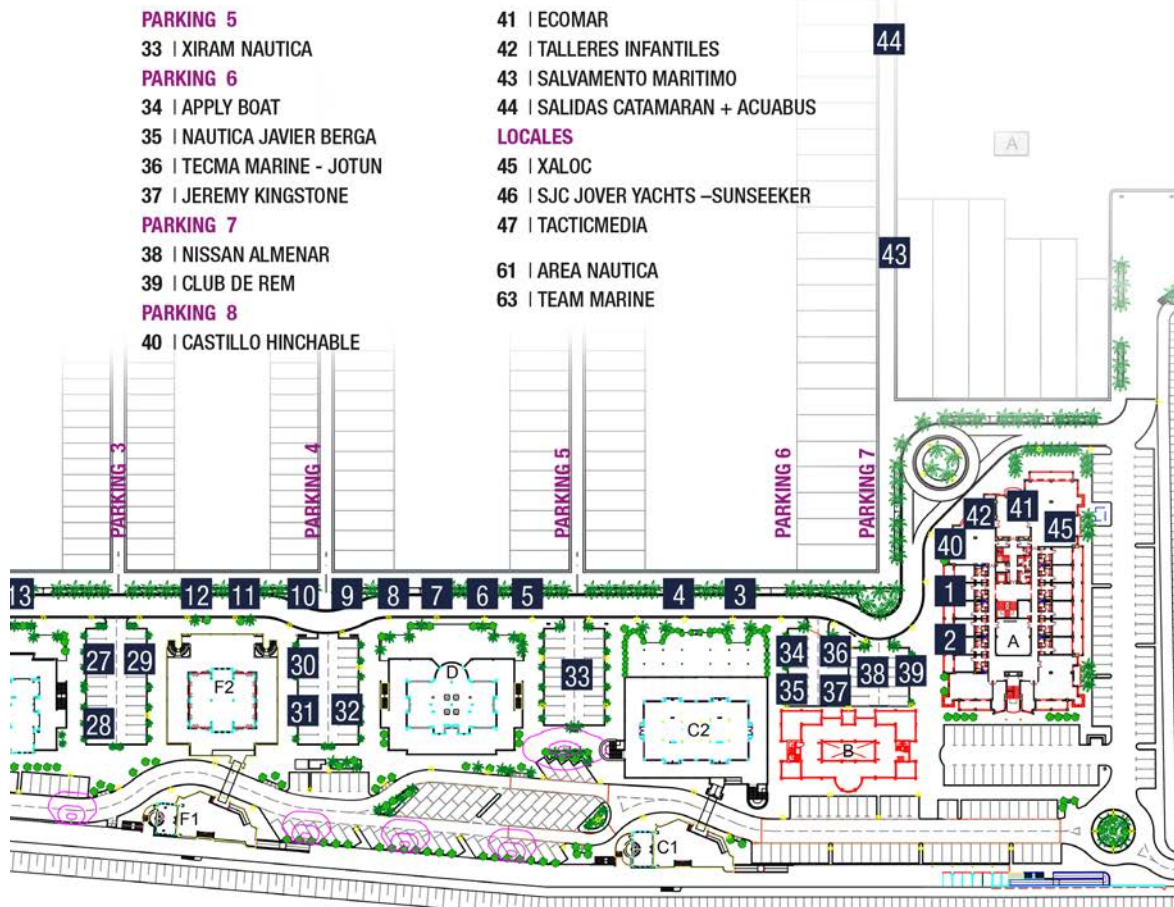 PARKING 5
33 | XIRAM NAUTICA
PARKING 6
34 | APPLY BOAT
35 | NAUTICA JAVIER BERGA
36 | TECMA MARINE - JOTUN
37 | JEREMY KINGSTONE
PARKING 7
38 | NISSAN ALMENAR
39 | CLUB DE REM
PARKING 8
40 | CASTILLO HINCHABLE
41 | ECOMAR
42 | TALLERES INFANTILES
43 | SALVAMENTO MARITIMO
44 | SALIDAS CATAMARAN + ACUABUS
LOCALES
45 | XALOC
46 | SJC JOVER YACHTS –SUNSEEKER
47 | TACTICMEDIA
61 | AREA NAUTICA
63 | TEAM MARINE
44
A
43
PARKING 3
PARKING 4
PARKING 5
PARKING 6
PARKING 7
42
41
45
40
1
2
A
13
12
11
10
9
8
7
6
5
4
3
27
29
28
F2
30
31
32
D
33
C2
34
36
35
37
38
39
B
F1
C1